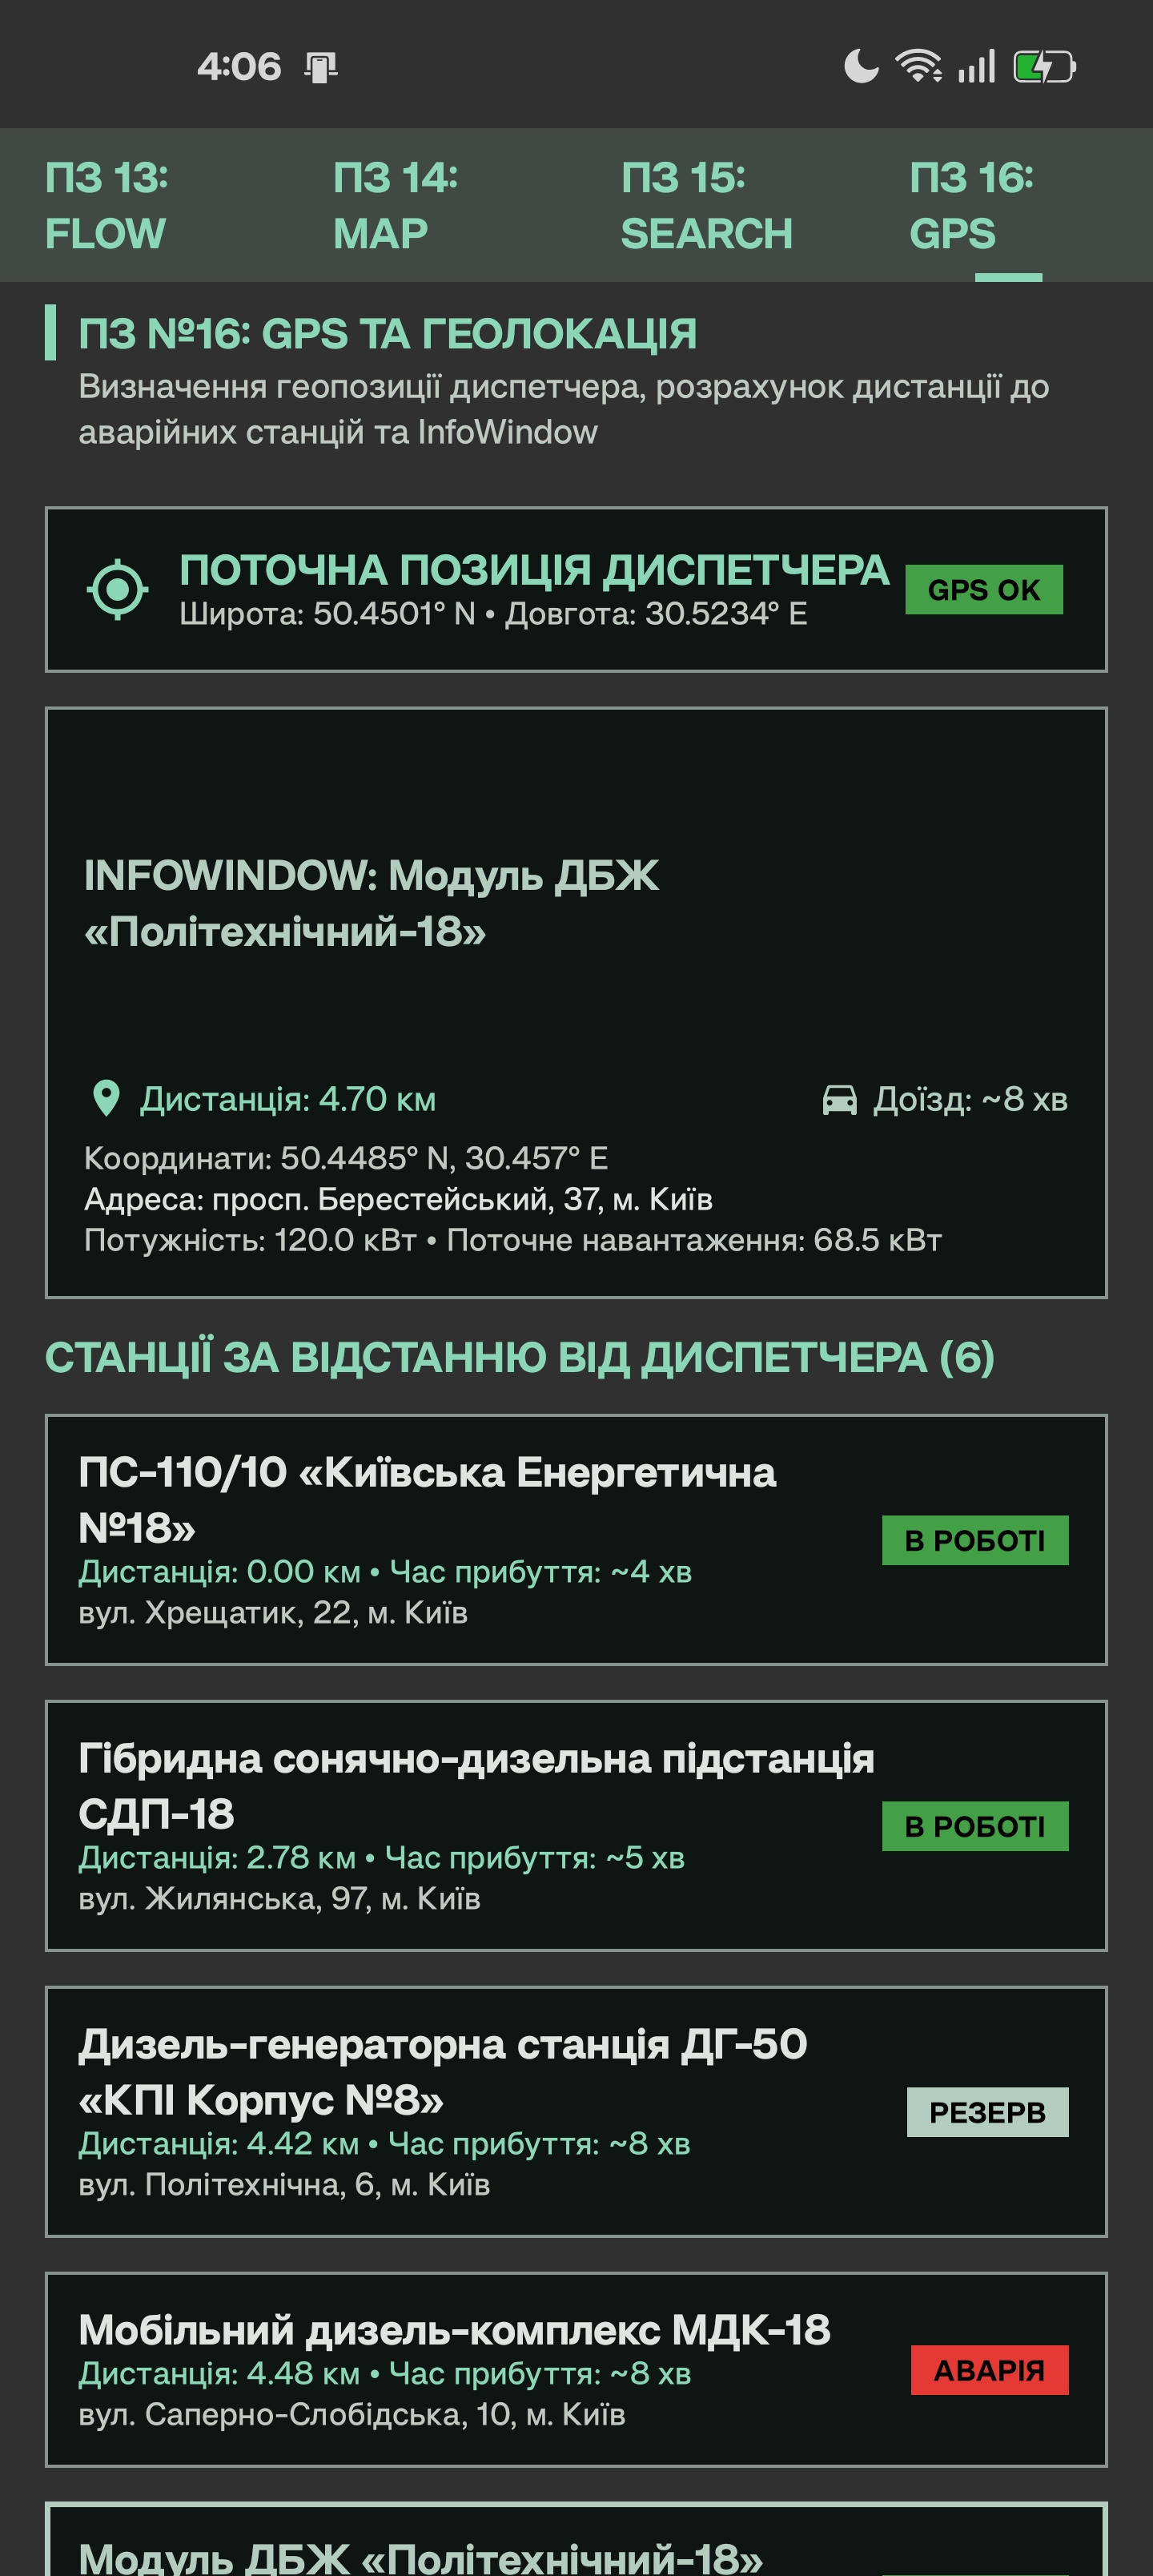 4:06
ПЗ 13:
FLOW
ПЗ 14:
MAP
ПЗ 15:
SEARCH
ПЗ 16:
GPS
ПЗ №16: GPS ТА ГЕОЛОКАЦІЯ
Визначення геопозиції диспетчера, розрахунок дистанції до
аварійних станцій та InfoWindow
ПОТОЧНА ПОЗИЦІЯ ДИСПЕТЧЕРА
Широта: 50.4501° N • Довгота: 30.5234° E
GPS OK
INFOWINDOW: Модуль ДБЖ
«Політехнічний-18»
Дистанція: 4.70 км
Доїзд: ~8 хв
Координати: 50.4485° N, 30.457° E
Адреса: просп. Берестейський, 37, м. Київ
Потужність: 120.0 кВт • Поточне навантаження: 68.5 кВт
СТАНЦІЇ ЗА ВІДСТАННЮ ВІД ДИСПЕТЧЕРА (6)
ПС-110/10 «Київська Енергетична
№18»
Дистанція: 0.00 км • Час прибуття: ~4 хв
вул. Хрещатик, 22, м. Київ
В РОБОТІ
Гібридна сонячно-дизельна підстанція
СДП-18
Дистанція: 2.78 км • Час прибуття: ~5 хв
вул. Жилянська, 97, м. Київ
В РОБОТІ
Дизель-генераторна станція ДГ-50
«КПІ Корпус №8»
Дистанція: 4.42 км • Час прибуття: ~8 хв
вул. Політехнічна, 6, м. Київ
РЕЗЕРВ
Мобільний дизель-комплекс МДК-18
Дистанція: 4.48 км • Час прибуття: ~8 хв
вул. Саперно-Слобідська, 10, м. Київ
АВАРІЯ
Модуль ДБЖ «Політехнічний-18»